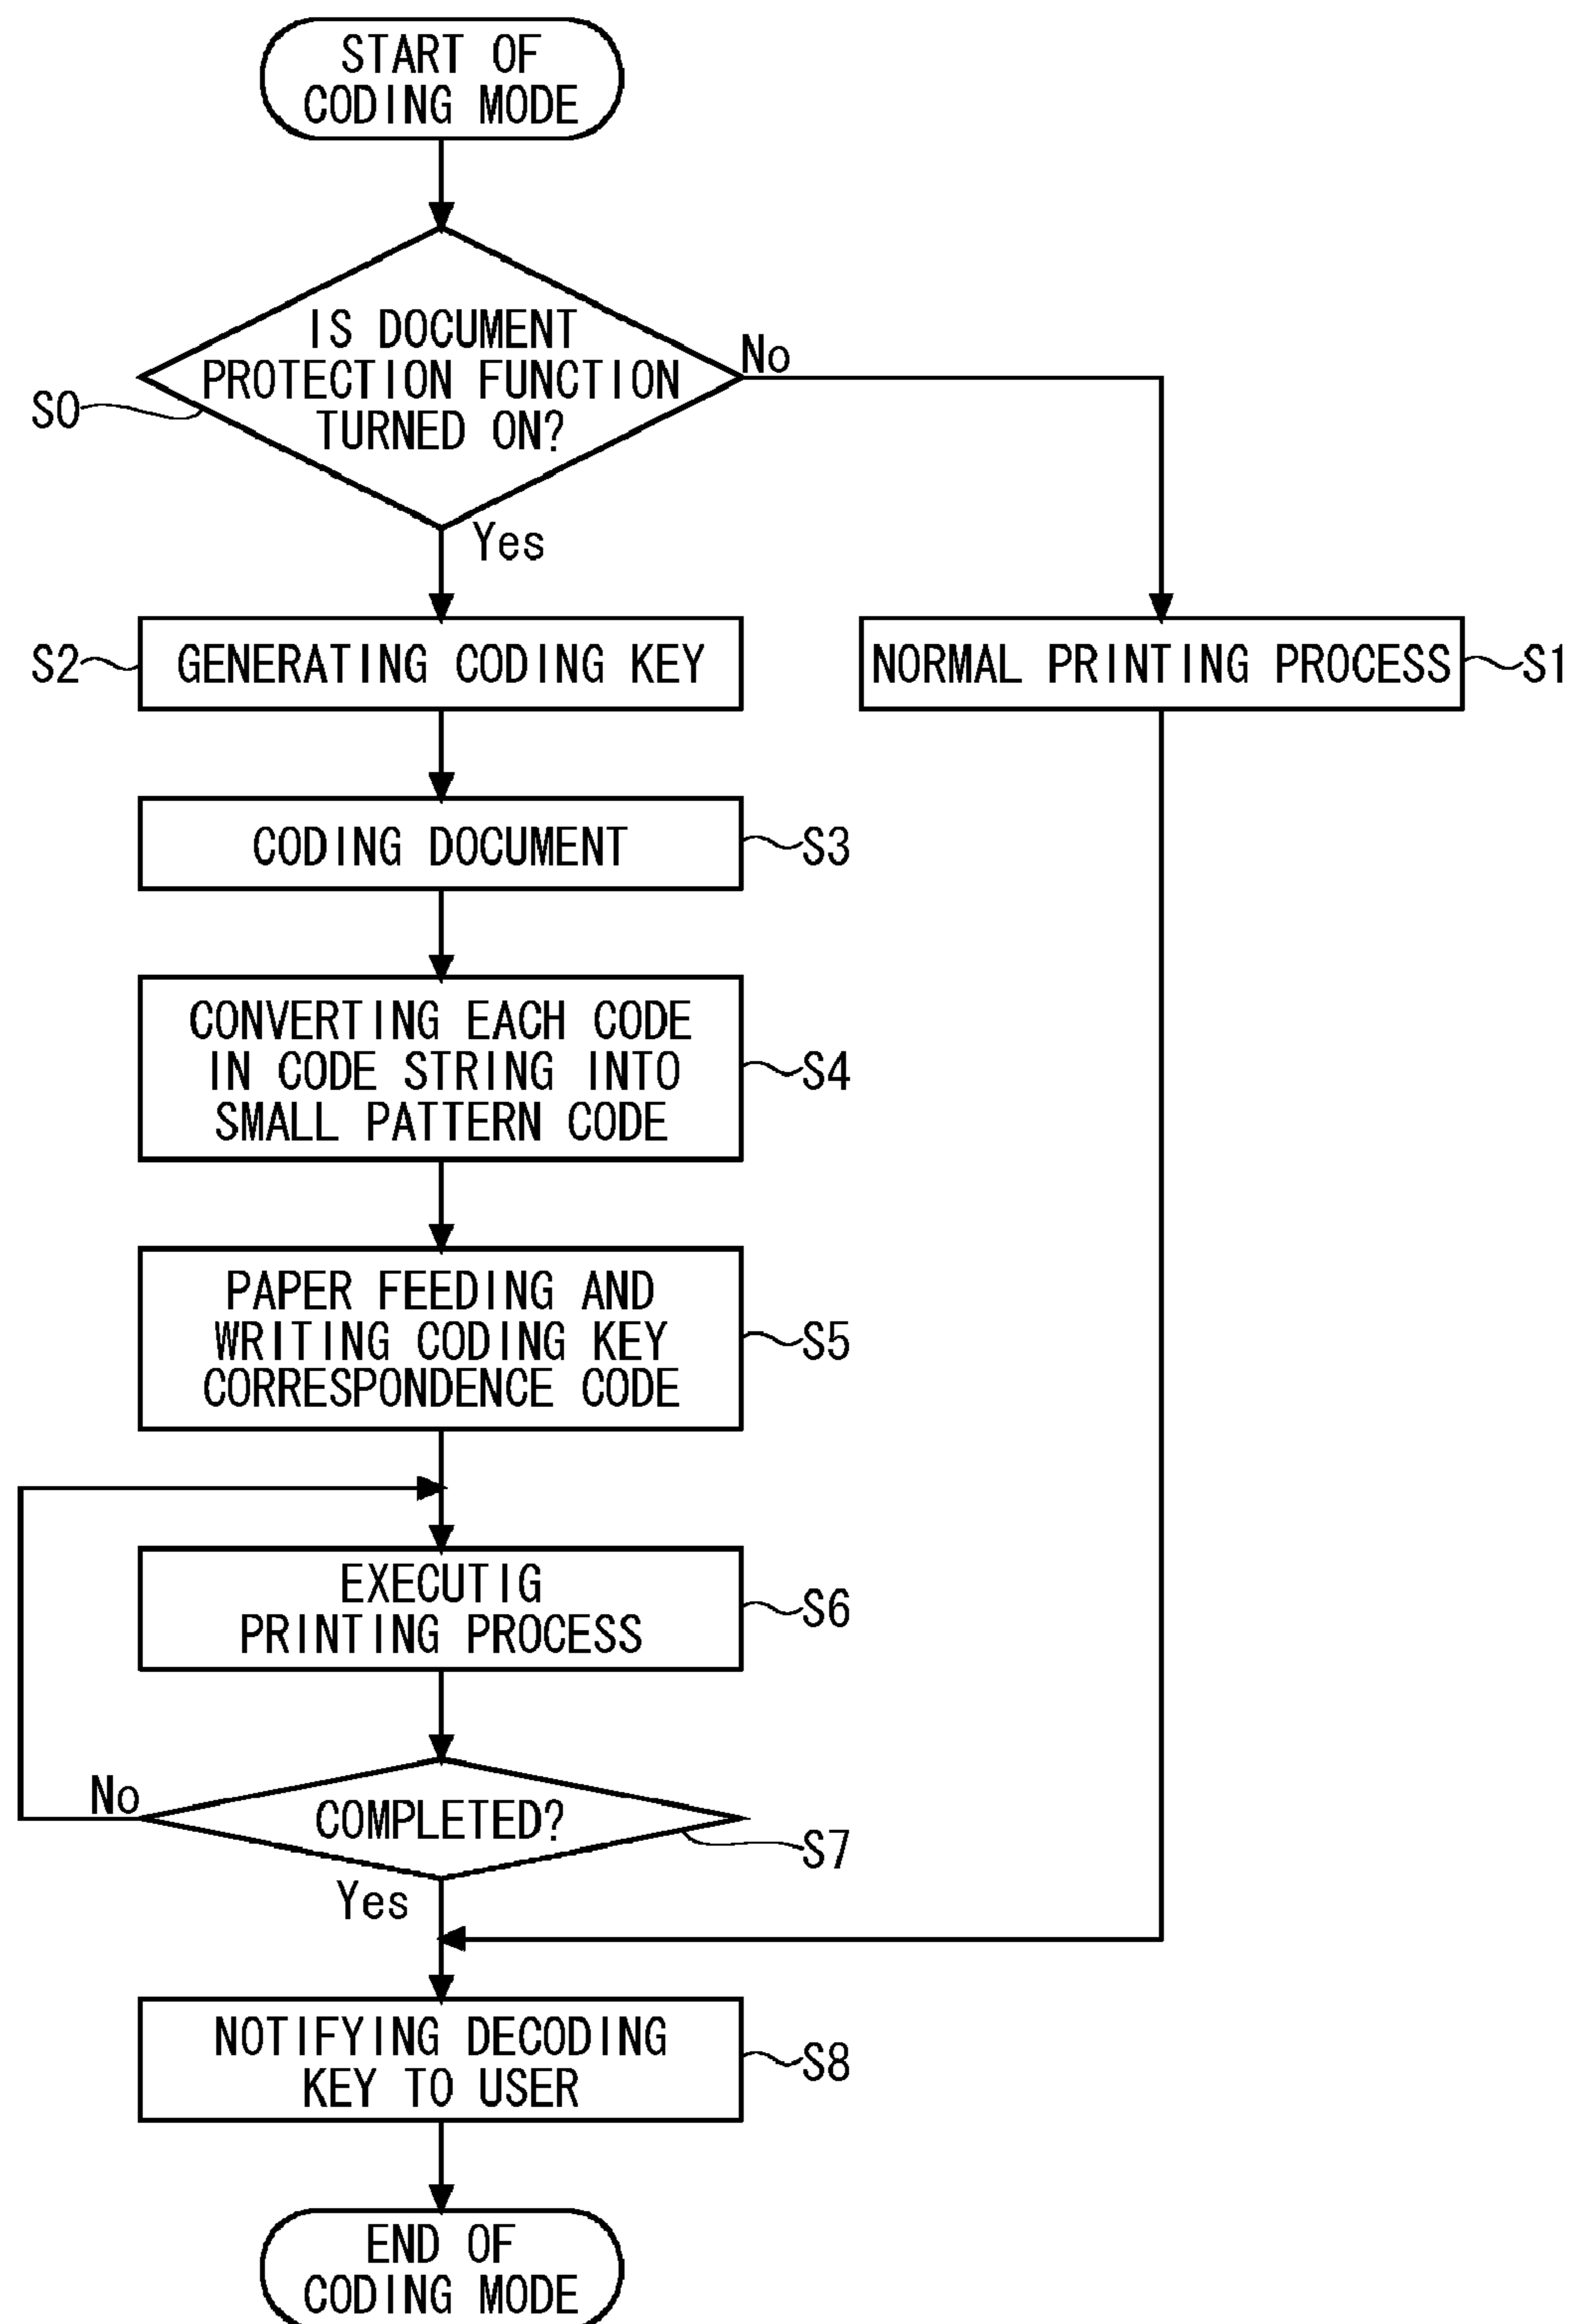 START OF
CODING MODE
IS DOCUMENT
PROTECTION FUNCTION
TURNED ON?
No
S0
Yes
S2
GENERATING CODING KEY
NORMAL PRINTING PROCESS
S1
CODING DOCUMENT
S3
CONVERTING EACH CODE
IN CODE STRING INTO
SMALL PATTERN CODE
S4
PAPER FEEDING AND
WRITING CODING KEY
CORRESPONDENCE CODE
S5
EXECUTIG
PRINTING PROCESS
S6
No
COMPLETED?
S7
Yes
NOTIFYING DECODING
KEY TO USER
S8
END OF
CODING MODE